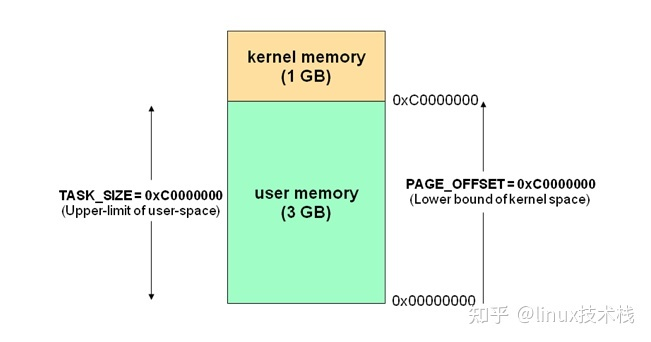 kernel memory
(1 GB)
0xC0000000
TASK_SIZE = 0xC0000000
(Upper-limit of user-space)
user memory
(3 GB)
PAGE_OFFSET = 0xC0000000
(Lower bound of kernel space)
0x00000000
知乎 @linux技术栈